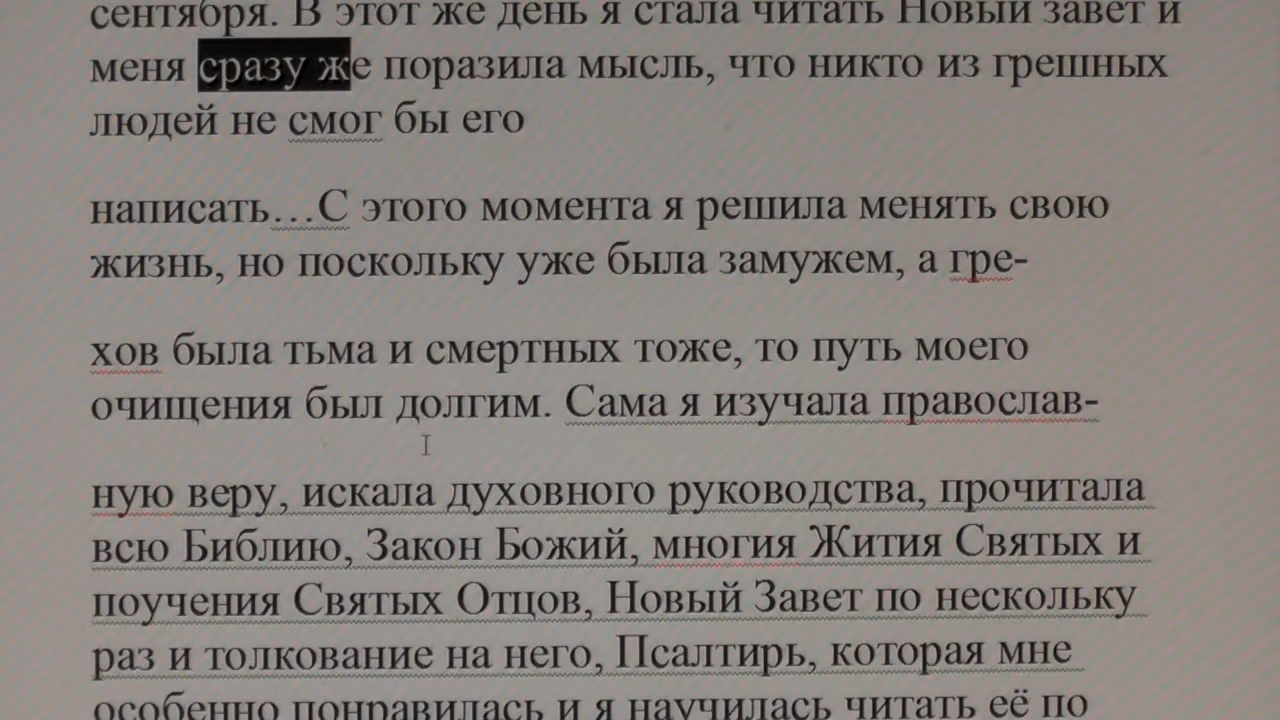 сентября. В этот же день я стала читать Новый завет и
меня сразу же поразила мысль, что никто из грешных
людей не смог бы его
написать…С этого момента я решила менять свою
жизнь, но поскольку уже была замужем, а гре-
хов была тьма и смертных тоже, то путь моего
очищения был долгим. Сама я изучала православ-
ную веру, искала духовного руководства, прочитала
всю Библию, Закон Божий, многия Жития Святых и
поучения Святых Отцов, Новый Завет по нескольку
раз и толкование на него, Псалтирь, которая мне
особенно понравилась и я научилась читать её по